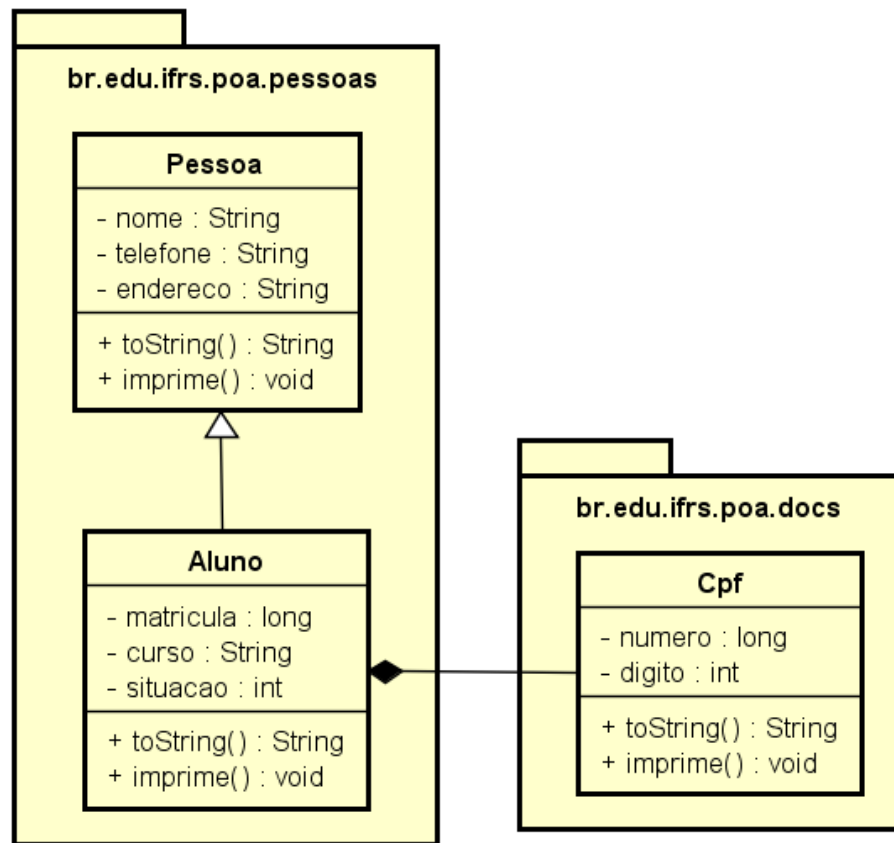 br.edu.ifrs.poa.pessoas
Pessoa
- nome : String
- telefone : String
- endereco : String
+ toString() : String
+ imprime() : void
Aluno
- matricula : long
- curso : String
- situacao : int
+ toString() : String
+ imprime() : void
br.edu.ifrs.poa.docs
Cpf
- numero : long
- digito : int
+ toString() : String
+ imprime() : void